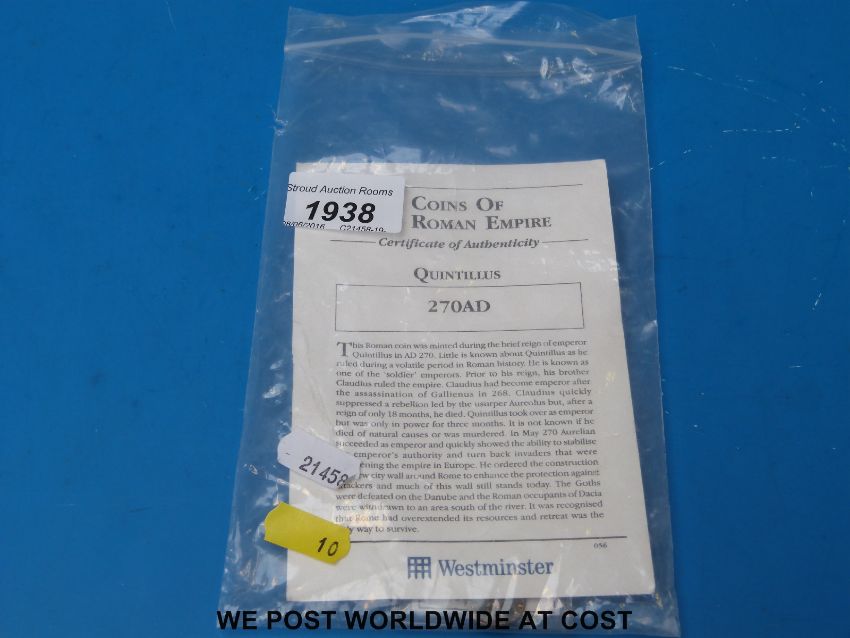 Stroud Auction Rooms
1938
08/06/2016 C21458-19-
COINS OF
ROMAN EMPIRE
Certificate of Authenticity
QUINTILLUS
270AD
This Roman coin was minted during the brief reign of emperor
Quintillus in AD 270. Little is known about Quintillus as he
ruled during a volatile period in Roman history. He is known as
one of the 'soldier' emperors. Prior to his reign, his brother
Claudius ruled the empire. Claudius had become emperor after
the assassination of Gallienus in 268. Claudius quickly
suppressed a rebellion led by the usurper Aureolus but, after a
reign of only 18 months, he died. Quintillus took over as emperor
but was only in power for three months. It is not known if he
died of natural causes or was murdered. In May 270 Aurelian
succeeded as emperor and quickly showed the ability to stabilise
emperor's authority and turn back invaders that were
ening the empire in Europe. He ordered the construction
city wall around Rome to enhance the protection against
attackers and much of this wall still stands today. The Goths
were defeated on the Danube and the Roman occupants of Dacia
were withdrawn to an area south of the river. It was recognised
that Rome had overextended its resources and retreat was the
way to survive.
056
Westminster
21458
10
WE POST WORLDWIDE AT COST